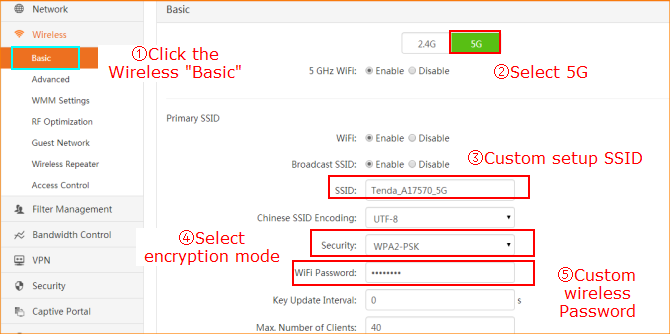 Network
Wireless
Basic
Advanced
WMM Settings
RF Optimization
Guest Network
Wireless Repeater
Access Control
Filter Management
Bandwidth Control
VPN
Security
Captive Portal
①Click the
Wireless "Basic"
Basic
2.4G 5G
②Select 5G
5 GHz WiFi: Enable Disable
Primary SSID
WiFi: Enable Disable
③Custom setup SSID
Broadcast SSID: Enable Disable
SSID: Tenda_A17570_5G
Chinese SSID Encoding: UTF-8
④Select
encryption mode
Security: WPA2-PSK
WiFi Password: ••••••••
⑤Custom
wireless
Password
Key Update Interval: 0 s
Max. Number of Clients: 40